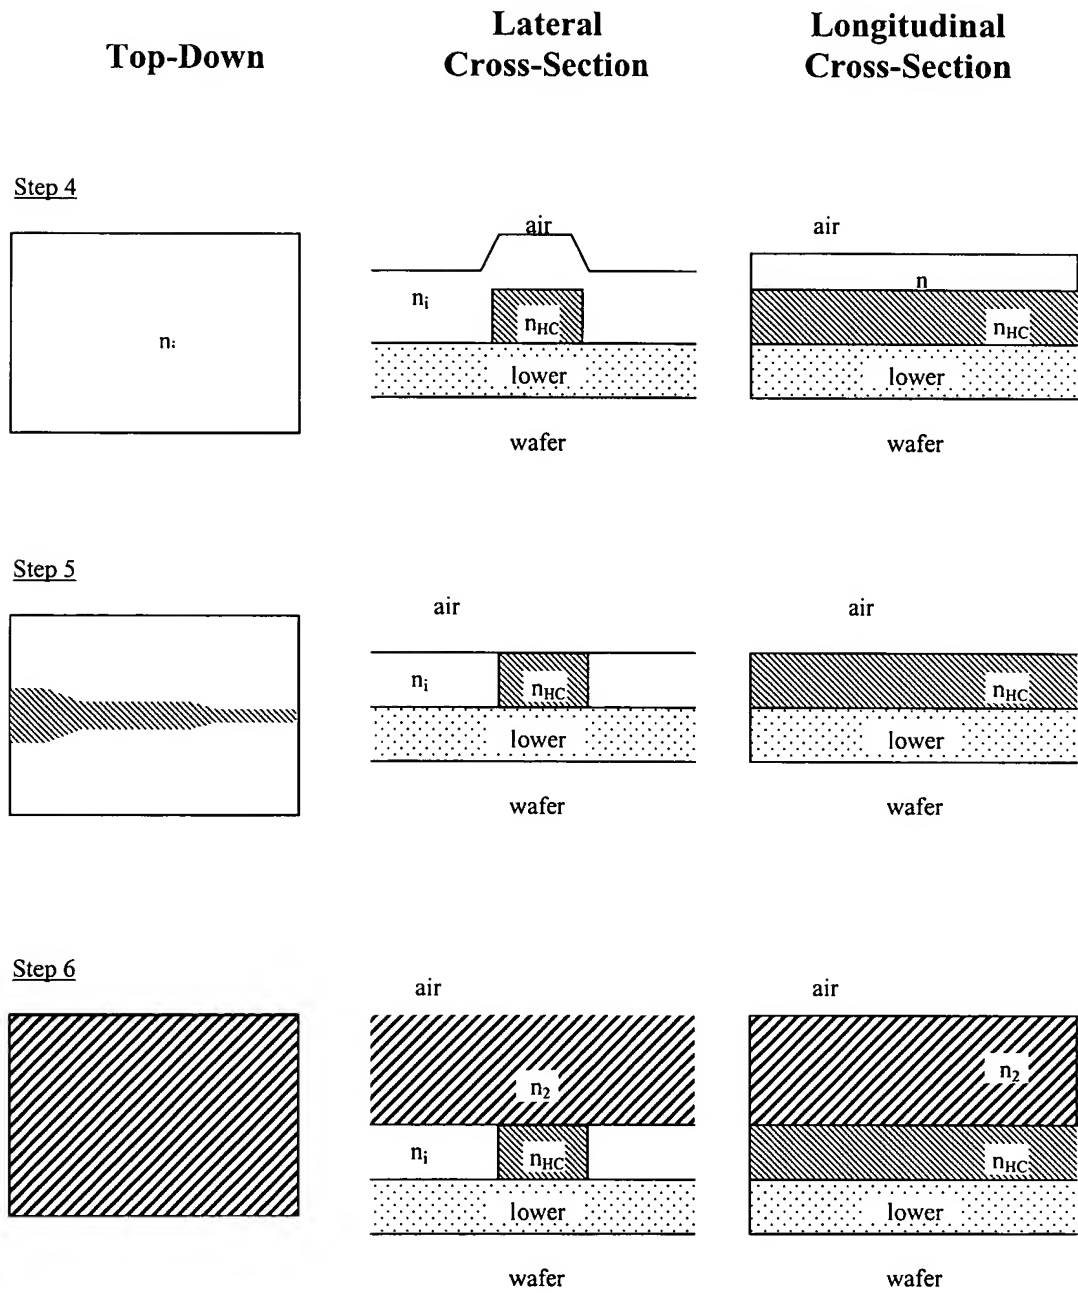 Top-Down
Lateral
Cross-Section
Longitudinal
Cross-Section
Step 4
nᵢ
air
nᵢ
n_HC
lower
wafer
air
n
n_HC
lower
wafer
Step 5
air
nᵢ
n_HC
lower
wafer
air
n_HC
lower
wafer
Step 6
air
n₂
nᵢ
n_HC
lower
wafer
air
n₂
n_HC
lower
wafer